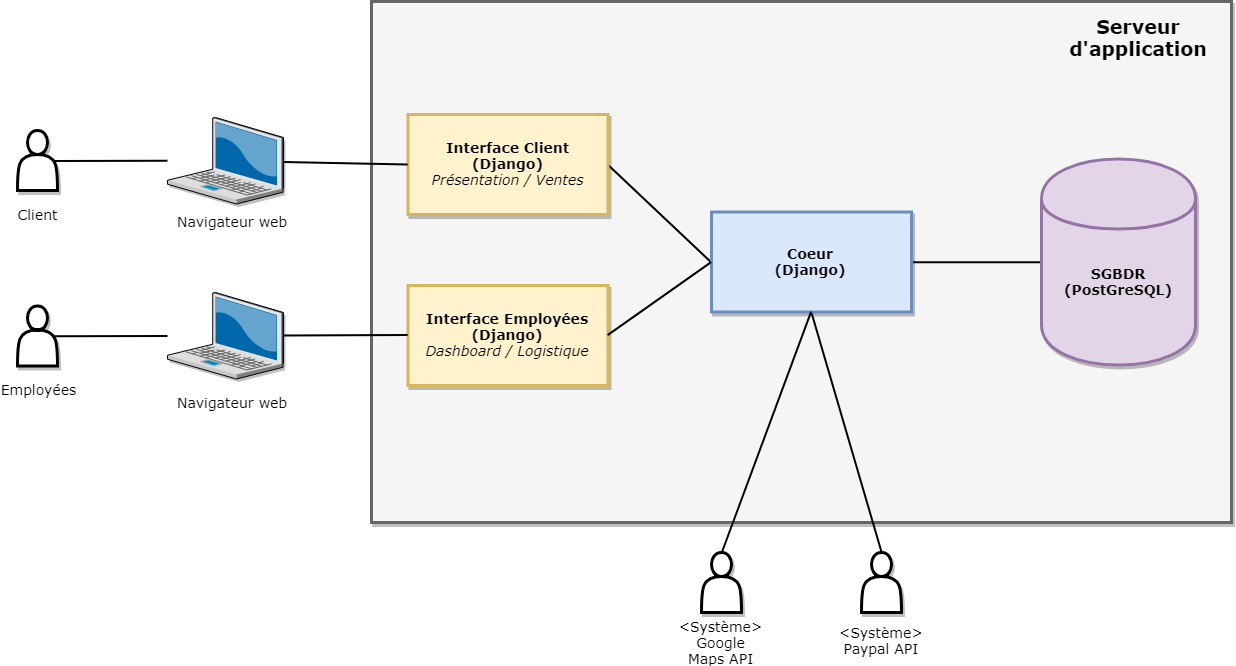 Serveur
d'application
Client
Navigateur web
Interface Client
(Django)
Présentation / Ventes
Employées
Navigateur web
Interface Employées
(Django)
Dashboard / Logistique
Coeur
(Django)
SGBDR
(PostGreSQL)
<Système>
Google
Maps API
<Système>
Paypal API